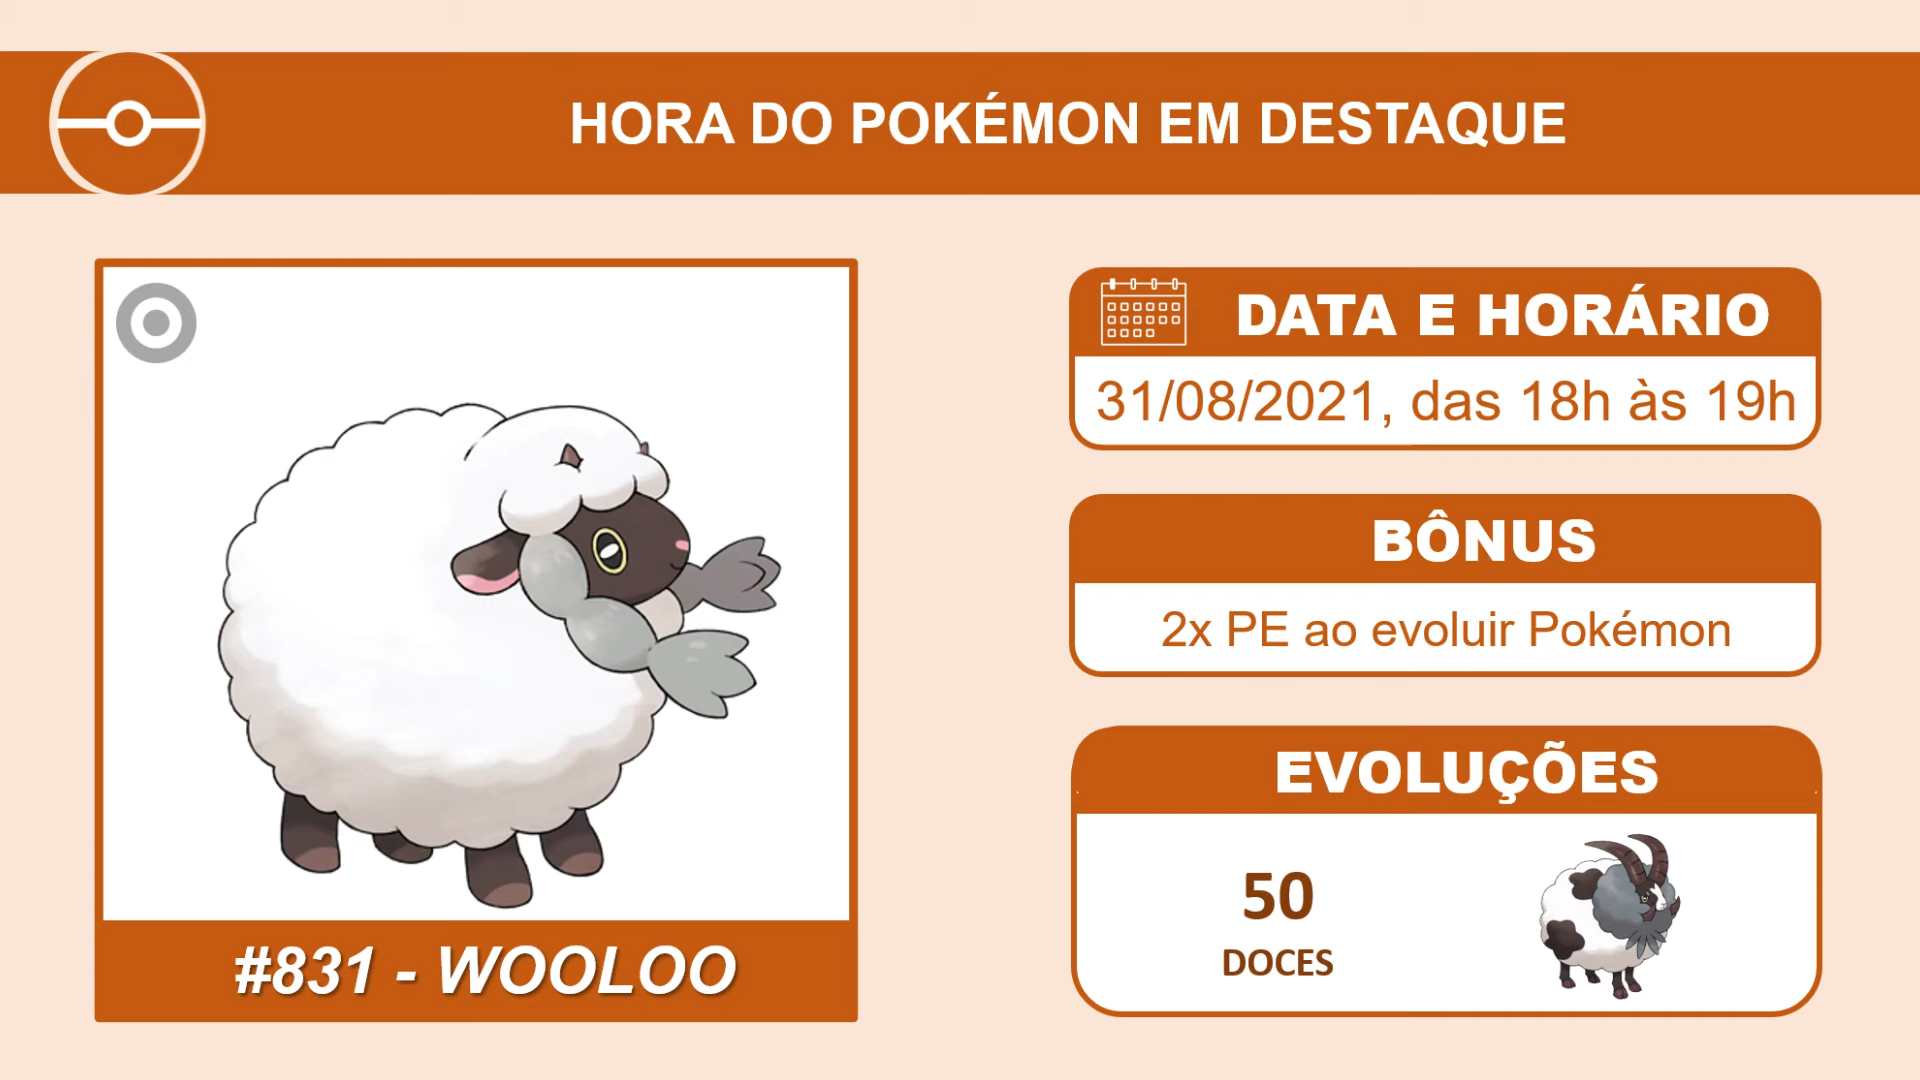 HORA DO POKÉMON EM DESTAQUE
DATA E HORÁRIO
31/08/2021, das 18h às 19h
BÔNUS
2x PE ao evoluir Pokémon
EVOLUÇÕES
50
DOCES
#831 - WOOLOO